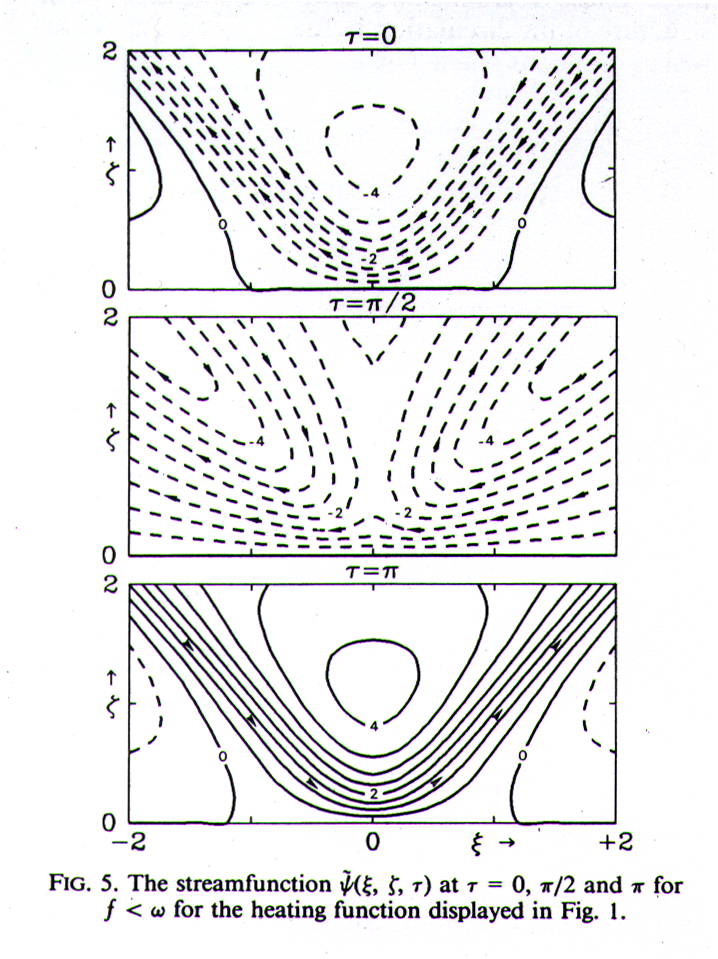 τ=0
2
↑
ζ
-4
0
0
-2
0
τ=π/2
2
↑
ζ
-4
-4
-2
-2
0
τ=π
2
↑
ζ
4
0
0
2
0
−2
0
ξ →
+2
FIG. 5. The streamfunction ψ̃(ξ, ζ, τ) at τ = 0, π/2 and π for
f < ω for the heating function displayed in Fig. 1.